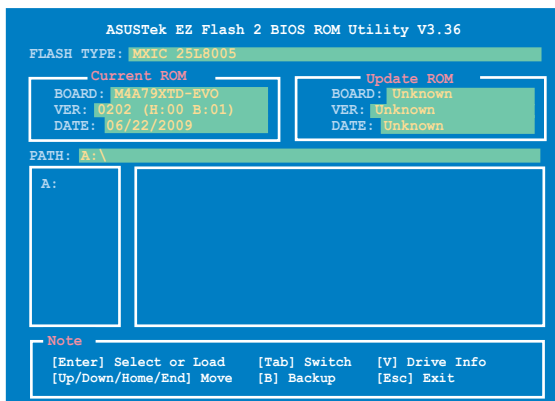 ASUSTek EZ Flash 2 BIOS ROM Utility V3.36
FLASH TYPE: MXIC 25L8005
Current ROM
BOARD: M4A79XTD-EVO
VER: 0202 (H:00 B:01)
DATE: 06/22/2009
Update ROM
BOARD: Unknown
VER: Unknown
DATE: Unknown
PATH: A:\
A:
Note
[Enter] Select or Load [Tab] Switch [V] Drive Info
[Up/Down/Home/End] Move [B] Backup [Esc] Exit